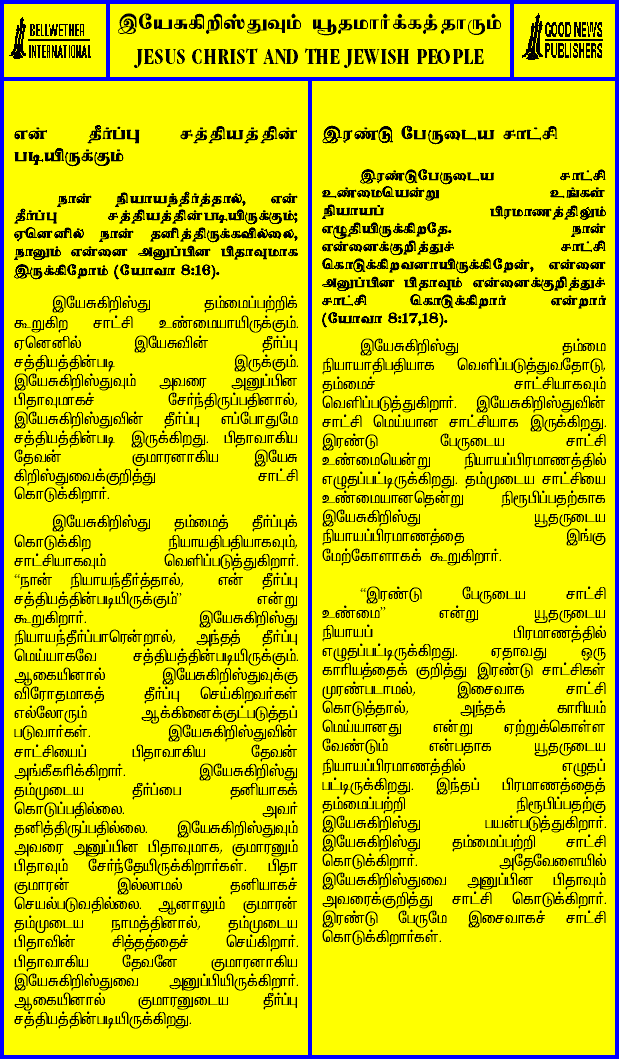 BELLWETHER
INTERNATIONAL
இயேசுகிறிஸ்துவும் யூதமார்க்கத்தாரும்
JESUS CHRIST AND THE JEWISH PEOPLE
GOOD NEWS
PUBLISHERS
என் தீர்ப்பு சத்தியத்தின்
படியிருக்கும்
நான் நியாயந்தீர்த்தால், என்
தீர்ப்பு சத்தியத்தின்படியிருக்கும்;
ஏனெனில் நான் தனித்திருக்கவில்லை,
நானும் என்னை அனுப்பின பிதாவுமாக
இருக்கிறோம் (யோவா 8:16).
இயேசுகிறிஸ்து தம்மைப்பற்றிக்
கூறுகிற சாட்சி உண்மையாயிருக்கும்.
ஏனெனில் இயேசுவின் தீர்ப்பு
சத்தியத்தின்படி இருக்கும்.
இயேசுகிறிஸ்துவும் அவரை அனுப்பின
பிதாவுமாகச் சேர்ந்திருப்பதினால்,
இயேசுகிறிஸ்துவின் தீர்ப்பு எப்போதுமே
சத்தியத்தின்படி இருக்கிறது. பிதாவாகிய
தேவன் குமாரனாகிய இயேசு
கிறிஸ்துவைக்குறித்து சாட்சி
கொடுக்கிறார்.
இயேசுகிறிஸ்து தம்மைத் தீர்ப்புக்
கொடுக்கிற நியாயதிபதியாகவும்,
சாட்சியாகவும் வெளிப்படுத்துகிறார்.
“நான் நியாயந்தீர்த்தால், என் தீர்ப்பு
சத்தியத்தின்படியிருக்கும்” என்று
கூறுகிறார். இயேசுகிறிஸ்து
நியாயந்தீர்ப்பாரென்றால், அந்தத் தீர்ப்பு
மெய்யாகவே சத்தியத்தின்படியிருக்கும்.
ஆகையினால் இயேசுகிறிஸ்துவுக்கு
விரோதமாகத் தீர்ப்பு செய்கிறவர்கள்
எல்லோரும் ஆக்கினைக்குட்படுத்தப்
படுவார்கள். இயேசுகிறிஸ்துவின்
சாட்சியைப் பிதாவாகிய தேவன்
அங்கீகரிக்கிறார். இயேசுகிறிஸ்து
தம்முடைய தீர்ப்பை தனியாகக்
கொடுப்பதில்லை. அவர்
தனித்திருப்பதில்லை. இயேசுகிறிஸ்துவும்
அவரை அனுப்பின பிதாவுமாக, குமாரனும்
பிதாவும் சேர்ந்தேயிருக்கிறார்கள். பிதா
குமாரன் இல்லாமல் தனியாகச்
செயல்படுவதில்லை. ஆனாலும் குமாரன்
தம்முடைய நாமத்தினால், தம்முடைய
பிதாவின் சித்தத்தைச் செய்கிறார்.
பிதாவாகிய தேவனே குமாரனாகிய
இயேசுகிறிஸ்துவை அனுப்பியிருக்கிறார்.
ஆகையினால் குமாரனுடைய தீர்ப்பு
சத்தியத்தின்படியிருக்கிறது.
இரண்டு பேருடைய சாட்சி
இரண்டுபேருடைய சாட்சி
உண்மையென்று உங்கள்
நியாயப் பிரமாணத்திலும்
எழுதியிருக்கிறதே. நான்
என்னைக்குறித்துச் சாட்சி
கொடுக்கிறவனாயிருக்கிறேன், என்னை
அனுப்பின பிதாவும் என்னைக்குறித்துச்
சாட்சி கொடுக்கிறார் என்றார்
(யோவா 8:17,18).
இயேசுகிறிஸ்து தம்மை
நியாயாதிபதியாக வெளிப்படுத்துவதோடு,
தம்மைச் சாட்சியாகவும்
வெளிப்படுத்துகிறார். இயேசுகிறிஸ்துவின்
சாட்சி மெய்யான சாட்சியாக இருக்கிறது.
இரண்டு பேருடைய சாட்சி
உண்மையென்று நியாயப்பிரமாணத்தில்
எழுதப்பட்டிருக்கிறது. தம்முடைய சாட்சியை
உண்மையானதென்று நிரூபிப்பதற்காக
இயேசுகிறிஸ்து யூதருடைய
நியாயப்பிரமாணத்தை இங்கு
மேற்கோளாகக் கூறுகிறார்.
“இரண்டு பேருடைய சாட்சி
உண்மை” என்று யூதருடைய
நியாயப் பிரமாணத்தில்
எழுதப்பட்டிருக்கிறது. ஏதாவது ஒரு
காரியத்தைக் குறித்து இரண்டு சாட்சிகள்
முரண்படாமல், இசைவாக சாட்சி
கொடுத்தால், அந்தக் காரியம்
மெய்யானது என்று ஏற்றுக்கொள்ள
வேண்டும் என்பதாக யூதருடைய
நியாயப்பிரமாணத்தில் எழுதப்
பட்டிருக்கிறது. இந்தப் பிரமாணத்தைத்
தம்மைப்பற்றி நிரூபிப்பதற்கு
இயேசுகிறிஸ்து பயன்படுத்துகிறார்.
இயேசுகிறிஸ்து தம்மைப்பற்றி சாட்சி
கொடுக்கிறார். அதேவேளையில்
இயேசுகிறிஸ்துவை அனுப்பின பிதாவும்
அவரைக்குறித்து சாட்சி கொடுக்கிறார்.
இரண்டு பேருமே இசைவாகச் சாட்சி
கொடுக்கிறார்கள்.